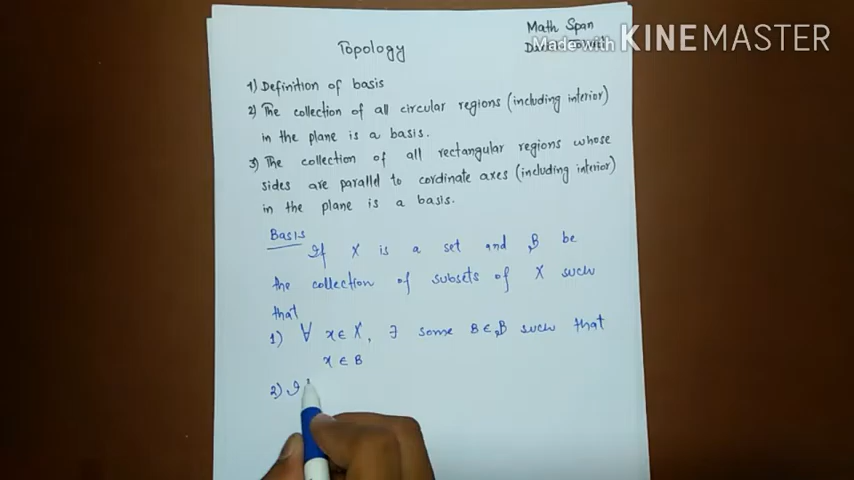 Math Span
Made with KINEMASTER
Topology
1) Definition of basis
2) The collection of all circular regions (including interior)
in the plane is a basis.
3) The collection of all rectangular regions whose
sides are parallel to cordinate axes (including interior)
in the plane is a basis.
Basis
If X is a set and ℬ be
the collection of subsets of X such
that
1) ∀ x ∈ X, ∃ some B ∈ ℬ such that
x ∈ B
2) I